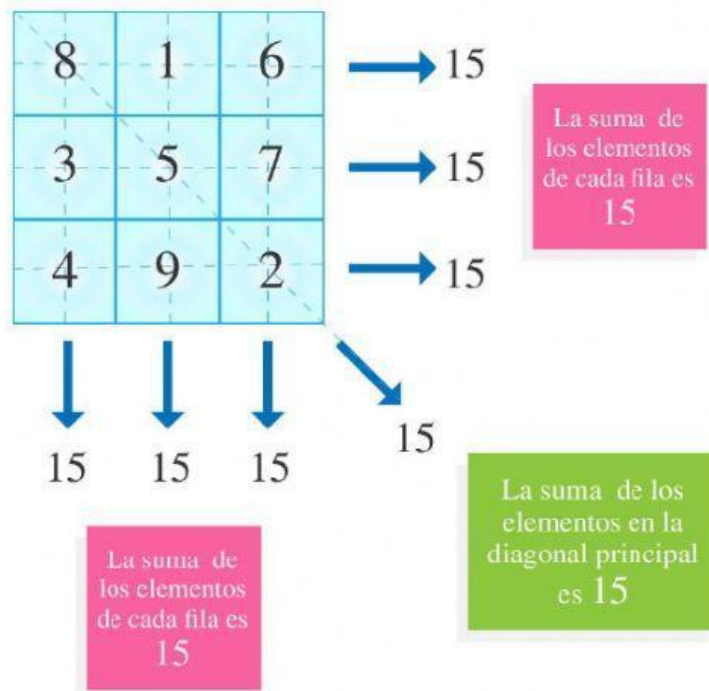 8 1 6 15
3 5 7 15
4 9 2 15
15 15 15 15
La suma de
los elementos
de cada fila es
15
La suma de los
elementos en la
diagonal principal
es 15
La suma de
los elementos
de cada fila es
15